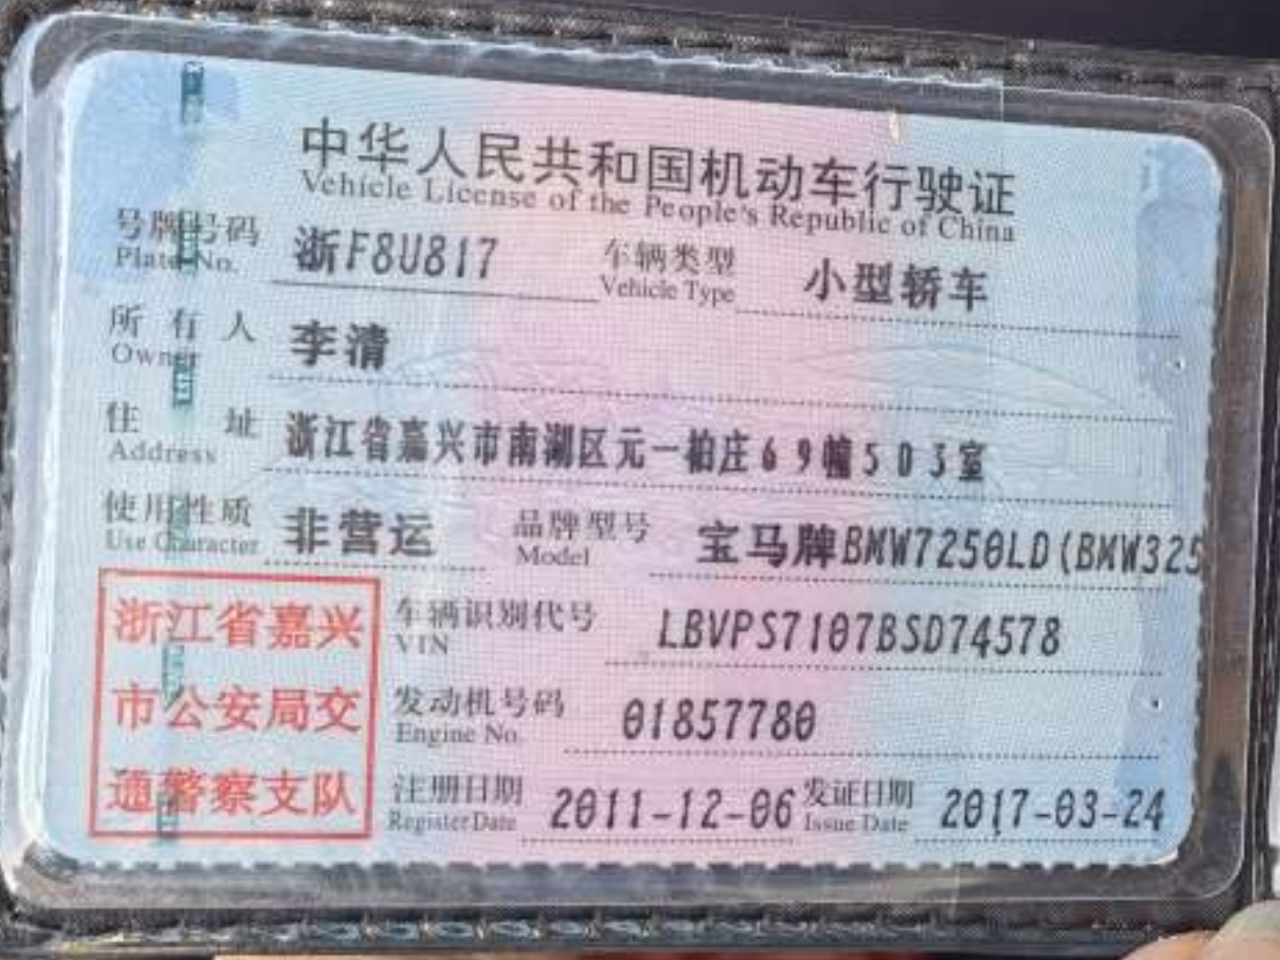 中华人民共和国机动车行驶证
Vehicle License of the People's Republic of China
号牌号码 浙F8U817 车辆类型 小型轿车
Plate No. Vehicle Type
所有人 李清
Owner
住址 浙江省嘉兴市南湖区元一柏庄69幢503室
Address
使用性质 非营运 品牌型号 宝马牌BMW7250LD(BMW325
Use Character Model
浙江省嘉兴 车辆识别代号 LBVPS7107BSD74578
VIN
市公安局交 发动机号码 01857780
Engine No.
通警察支队 注册日期 2011-12-06 发证日期 2017-03-24
Register Date Issue Date